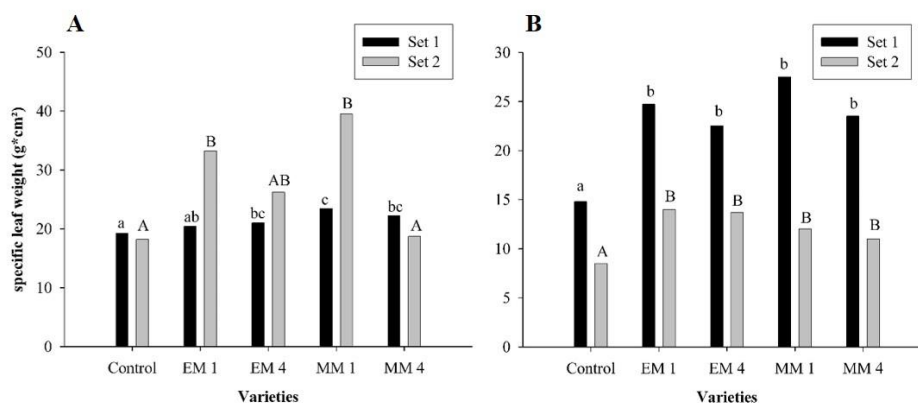 A
Set 1
Set 2
specific leaf weight (g*cm²)
50
40
30
20
10
0
a
A
ab
B
bc
AB
c
B
bc
A
Control
EM 1
EM 4
MM 1
MM 4
Varieties
B
Set 1
Set 2
30
25
20
15
10
5
0
a
A
b
B
b
B
b
B
b
B
Control
EM 1
EM 4
MM 1
MM 4
Varieties